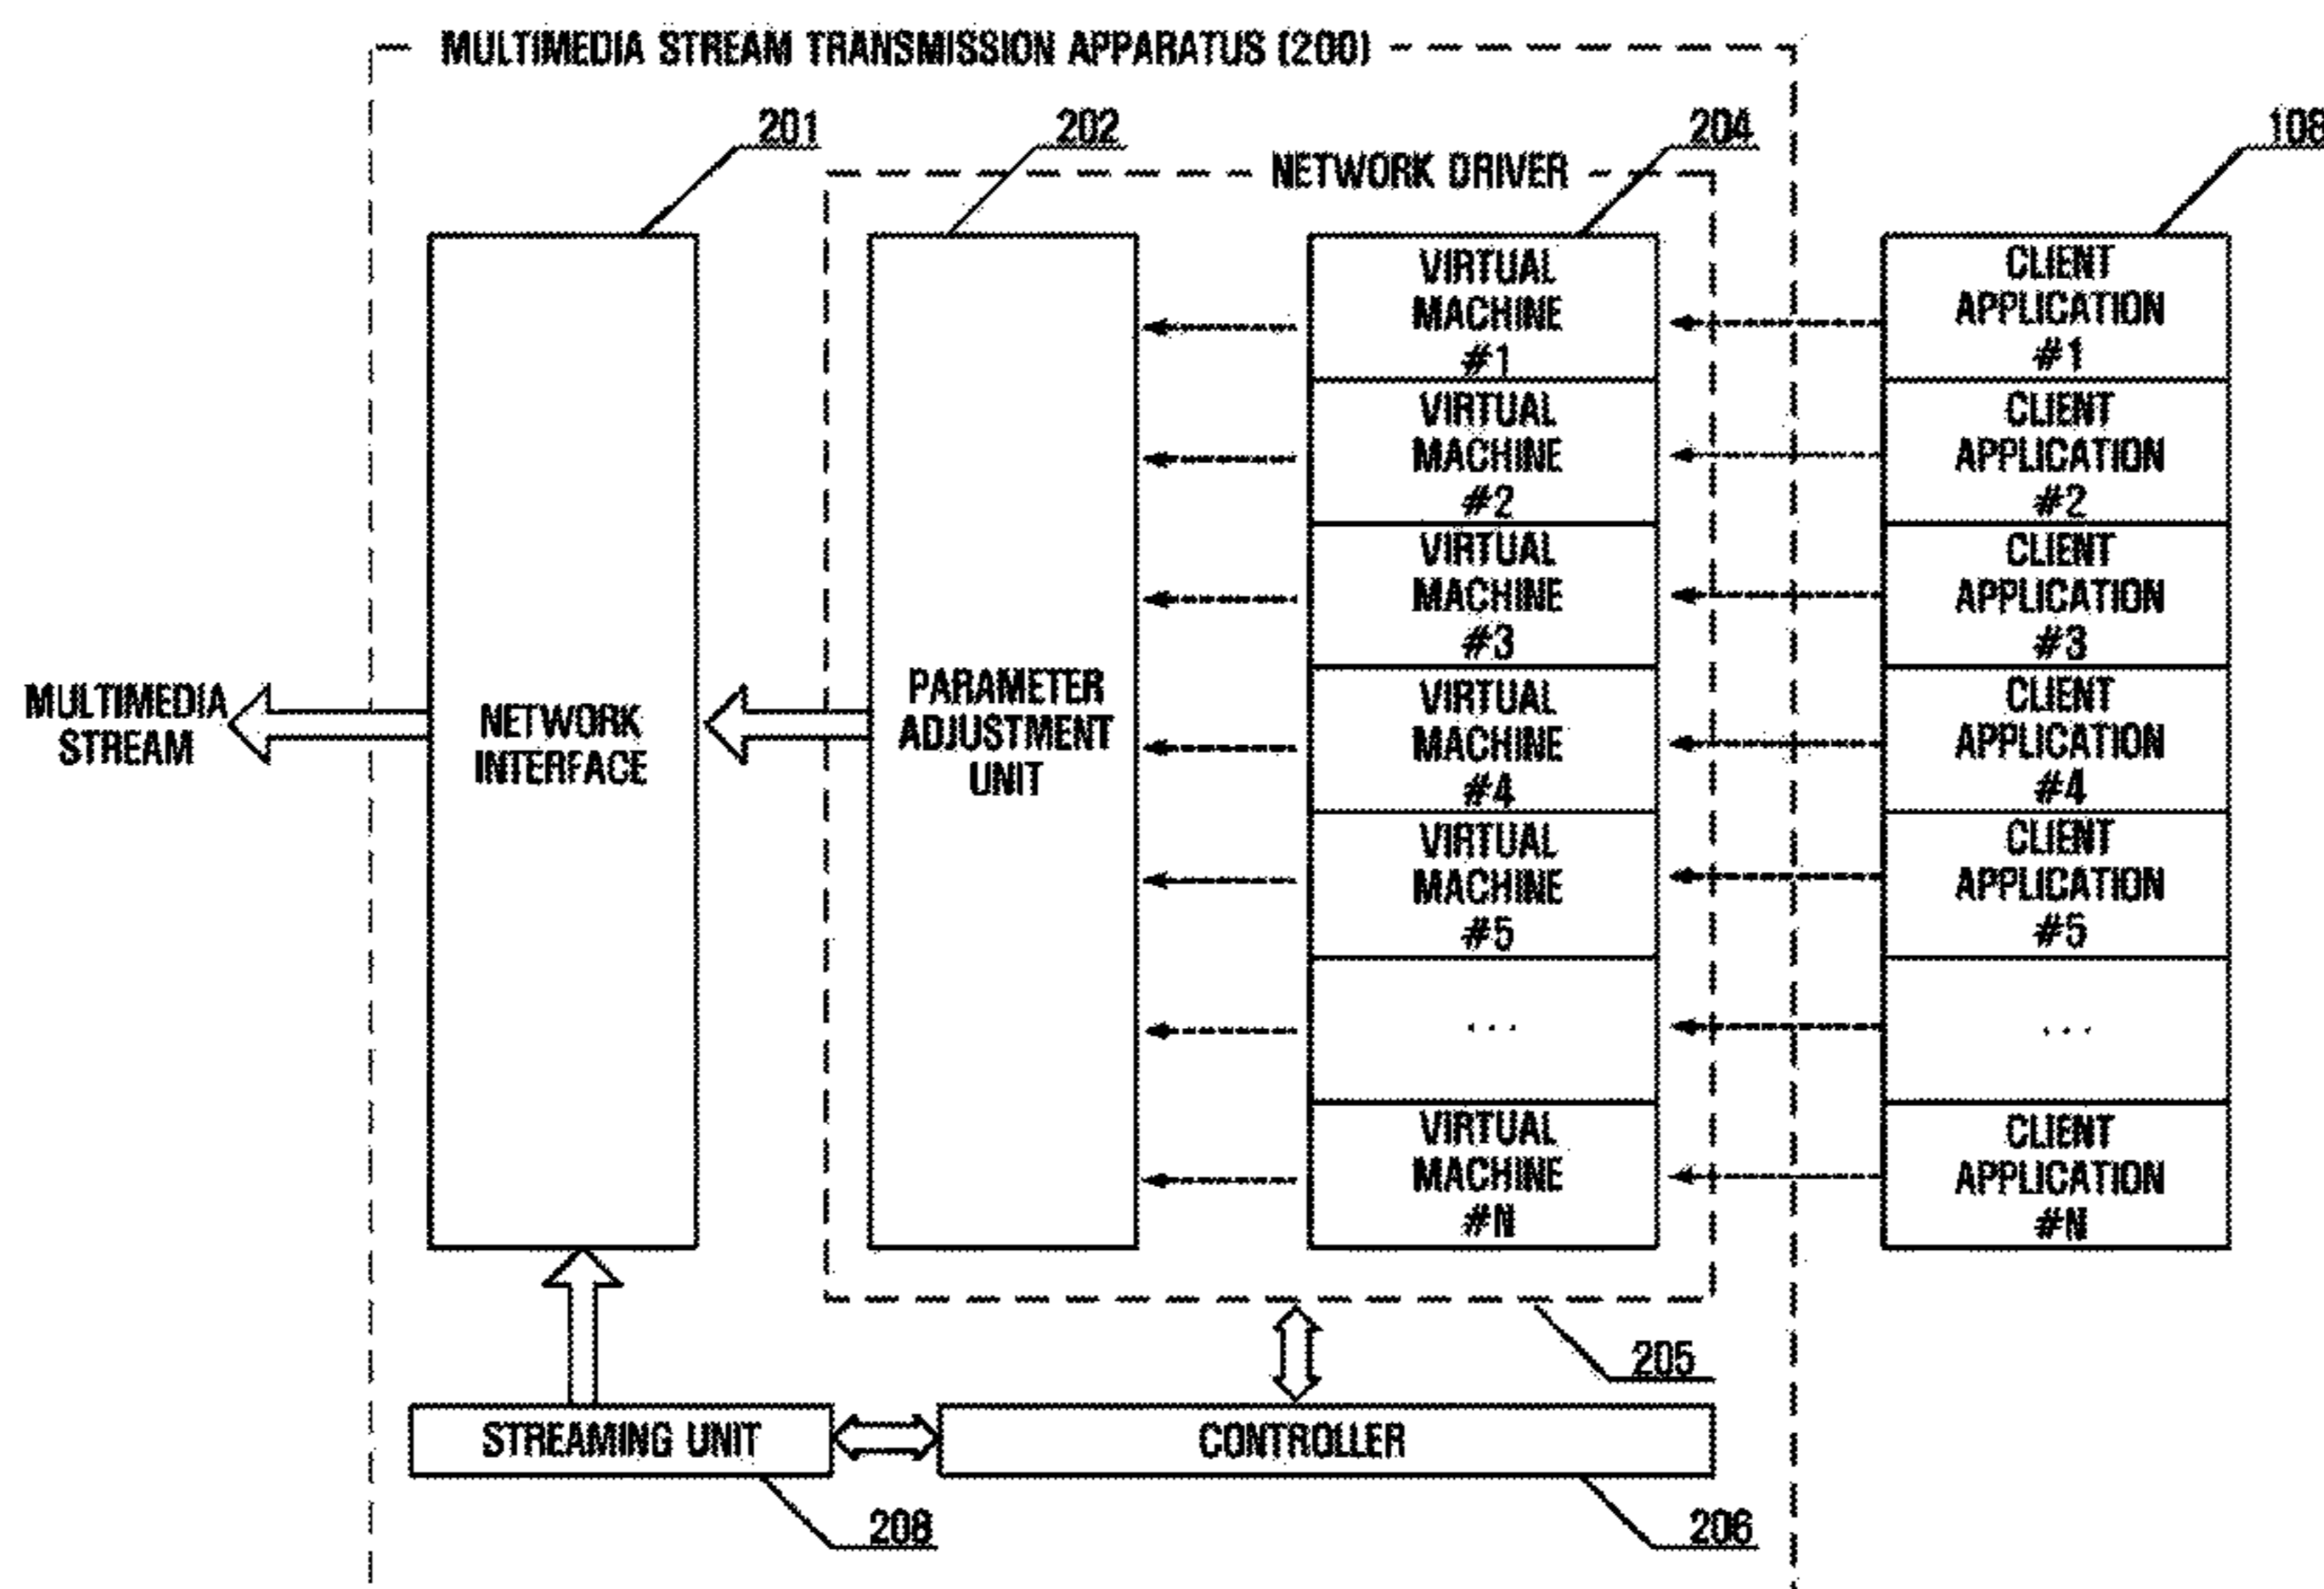 MULTIMEDIA STREAM TRANSMISSION APPARATUS (200)
201
202
204
108
NETWORK DRIVER
VIRTUAL
MACHINE
#1
VIRTUAL
MACHINE
#2
VIRTUAL
MACHINE
#3
VIRTUAL
MACHINE
#4
VIRTUAL
MACHINE
#5
...
VIRTUAL
MACHINE
#N
CLIENT
APPLICATION
#1
CLIENT
APPLICATION
#2
CLIENT
APPLICATION
#3
CLIENT
APPLICATION
#4
CLIENT
APPLICATION
#5
...
CLIENT
APPLICATION
#N
MULTIMEDIA
STREAM
NETWORK
INTERFACE
PARAMETER
ADJUSTMENT
UNIT
205
STREAMING UNIT
CONTROLLER
208
206